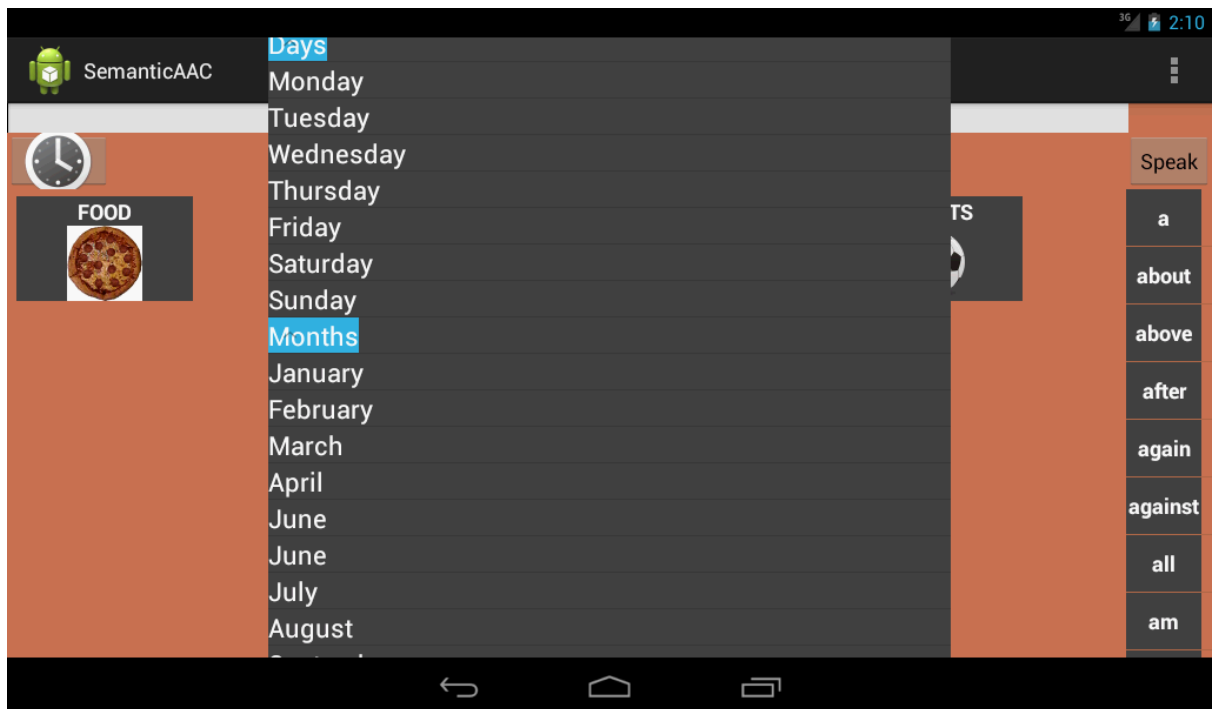 3G 2:10
SemanticAAC
Days
Monday
Tuesday
Wednesday
Thursday
Friday
Saturday
Sunday
Months
January
February
March
April
June
June
July
August
FOOD
TS
Speak
a
about
above
after
again
against
all
am